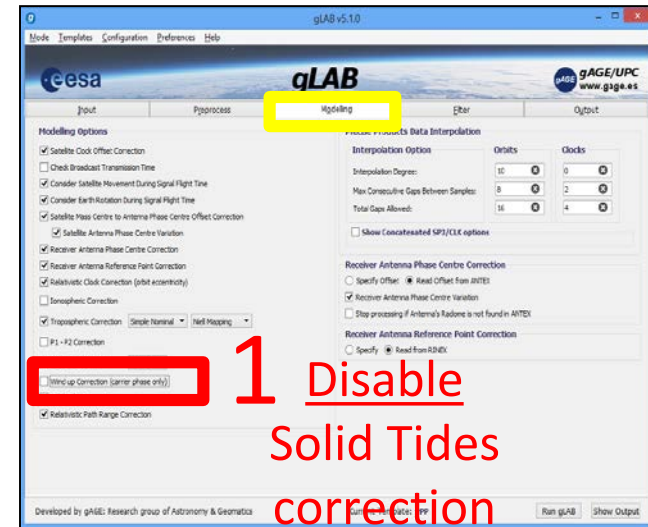 gLAB v5.1.0
Mode Templates Configuration Preferences Help
esa
gLAB
gAGE
gAGE/UPC
www.gage.es
Input
Preprocess
Modelling
Filter
Output
Modelling Options
Satellite Clock Offset Correction
Check Broadcast Transmission Time
Consider Satellite Movement During Signal Flight Time
Consider Earth Rotation During Signal Flight Time
Satellite Mass Centre to Antenna Phase Centre Offset Correction
Satellite Antenna Phase Centre Variation
Receiver Antenna Phase Centre Correction
Receiver Antenna Reference Point Correction
Relativistic Clock Correction (orbit eccentricity)
Ionospheric Correction
Tropospheric Correction Simple Nominal Niell Mapping
P1 - P2 Correction
Wind up Correction (carrier phase only)
Relativistic Path Range Correction
Precise Products Data Interpolation
Interpolation Option Orbits Clocks
Interpolation Degree: 10 0
Max Consecutive Gaps Between Samples: 8 2
Total Gaps Allowed: 16 4
Show Concatenated SP3/CLK options
Receiver Antenna Phase Centre Correction
Specify Offset Read Offset from ANTEX
Receiver Antenna Phase Centre Variation
Stop processing if Antenna's Radome is not found in ANTEX
Receiver Antenna Reference Point Correction
Specify Read from RINEX
1 Disable
Solid Tides
correction
Developed by gAGE: Research group of Astronomy & Geomatics
PPP
Run gLAB
Show Output